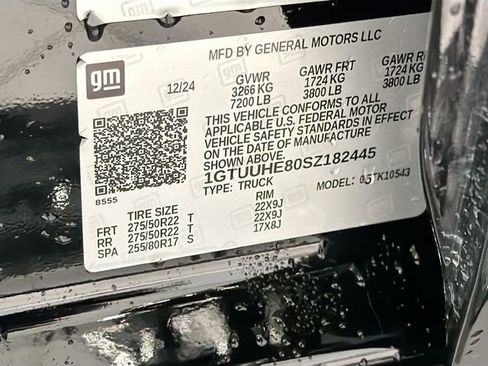 MFD BY GENERAL MOTORS LLC
gm
12/24
GVWR GAWR FRT GAWR
3266 KG 1724 KG 1724 KG
7200 LB 3800 LB 3800 LB
THIS VEHICLE CONFORMS TO ALL
APPLICABLE U.S. FEDERAL MOTOR
VEHICLE SAFETY STANDARDS IN EFFECT
ON THE DATE OF MANUFACTURE
1GTUUHE80SZ182445
TYPE: TRUCK MODEL: TK10543
8555
TIRE SIZE RIM
FRT 275/50R22 T 22X9J
RR 275/50R22 T 22X9J
SPA 255/80R17 S 17X8J